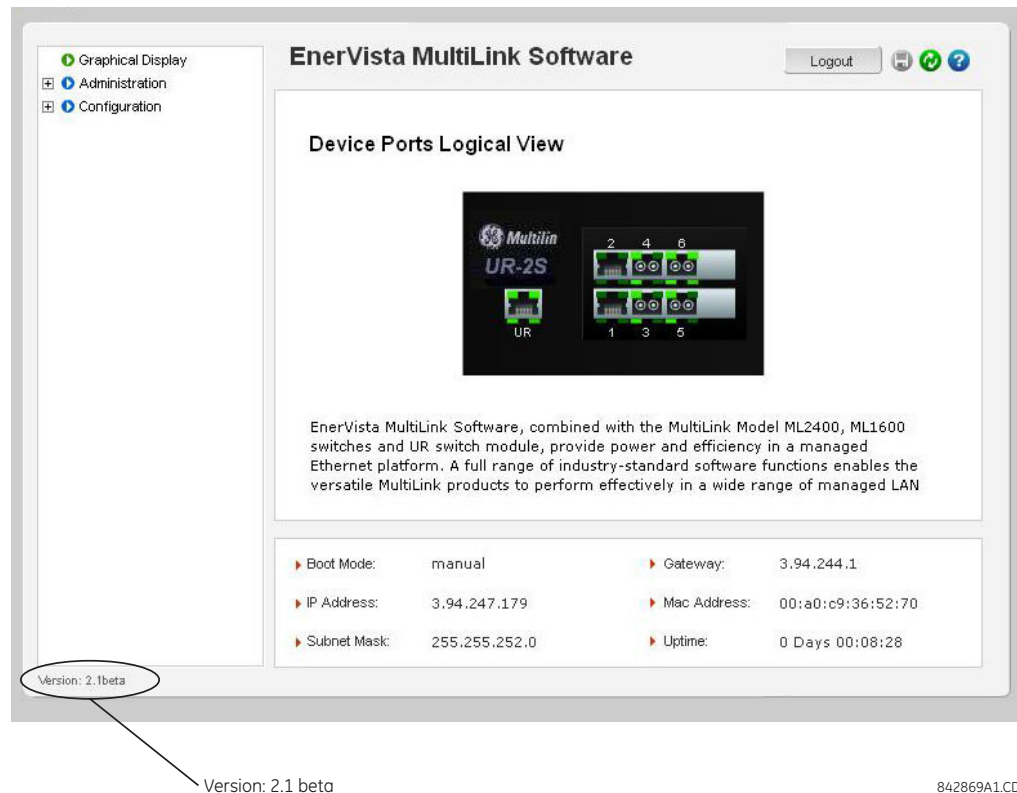 Graphical Display
Administration
Configuration
EnerVista MultiLink Software
Logout
Device Ports Logical View
Multilin
UR-2S
UR
2 4 6
1 3 5
EnerVista MultiLink Software, combined with the MultiLink Model ML2400, ML1600
switches and UR switch module, provide power and efficiency in a managed
Ethernet platform. A full range of industry-standard software functions enables the
versatile MultiLink products to perform effectively in a wide range of managed LAN
Boot Mode: manual
Gateway: 3.94.244.1
IP Address: 3.94.247.179
Mac Address: 00:a0:c9:36:52:70
Subnet Mask: 255.255.252.0
Uptime: 0 Days 00:08:28
Version: 2.1beta
Version: 2.1 beta
842869A1.CD